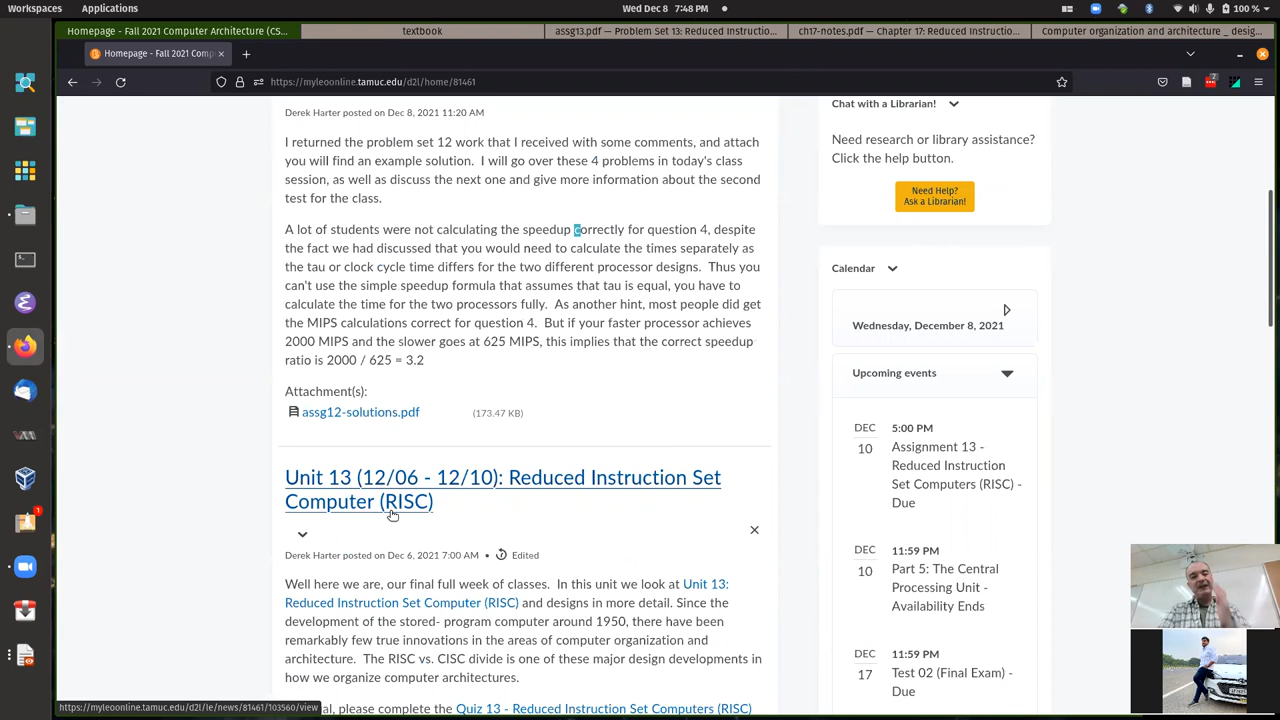 Workspaces
Applications
Wed Dec 8 7:48 PM
100 %
Homepage - Fall 2021 Computer Architecture (CS...
textbook
assg13.pdf — Problem Set 13: Reduced Instructio...
ch17-notes.pdf — Chapter 17: Reduced Instructio...
Computer organization and architecture _ desig...
Homepage - Fall 2021 Comp
https://myleoonline.tamuc.edu/d2l/home/81461
Derek Harter posted on Dec 8, 2021 11:20 AM
I returned the problem set 12 work that I received with some comments, and attach
you will find an example solution. I will go over these 4 problems in today's class
session, as well as discuss the next one and give more information about the second
test for the class.
A lot of students were not calculating the speedup correctly for question 4, despite
the fact we had discussed that you would need to calculate the times separately as
the tau or clock cycle time differs for the two different processor designs. Thus you
can't use the simple speedup formula that assumes that tau is equal, you have to
calculate the time for the two processors fully. As another hint, most people did get
the MIPS calculations correct for question 4. But if your faster processor achieves
2000 MIPS and the slower goes at 625 MIPS, this implies that the correct speedup
ratio is 2000 / 625 = 3.2
Attachment(s):
assg12-solutions.pdf (173.47 KB)
Unit 13 (12/06 - 12/10): Reduced Instruction Set
Computer (RISC)
Derek Harter posted on Dec 6, 2021 7:00 AM • Edited
Well here we are, our final full week of classes. In this unit we look at Unit 13:
Reduced Instruction Set Computer (RISC) and designs in more detail. Since the
development of the stored- program computer around 1950, there have been
remarkably few true innovations in the areas of computer organization and
architecture. The RISC vs. CISC divide is one of these major design developments in
how we organize computer architectures.
al, please complete the Quiz 13 - Reduced Instruction Set Computers (RISC)
https://myleoonline.tamuc.edu/d2l/le/news/81461/103560/view
Chat with a Librarian!
Need research or library assistance?
Click the help button.
Need Help?
Ask a Librarian!
Calendar
Wednesday, December 8, 2021
Upcoming events
DEC
10
5:00 PM
Assignment 13 -
Reduced Instruction
Set Computers (RISC) -
Due
DEC
10
11:59 PM
Part 5: The Central
Processing Unit -
Availability Ends
DEC
17
11:59 PM
Test 02 (Final Exam) -
Due